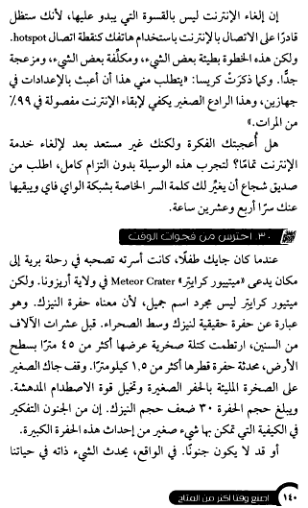 إن إلغاء الإنترنت ليس بالقسوة التي يبدو عليها، لأنك ستظل
قادرًا على الاتصال بالإنترنت باستخدام هاتفك كنقطة اتصال hotspot.
لكن هذه الخطوة بطيئة بعض الشيء، ومكلِّفة بعض الشيء، ومزعجة
جدًّا. وكما ذكرَتْ كريسا: «يتطلب مني هذا أن أعبث بالإعدادات في
جهازين، وهذا الرادع الصغير يكفي لإبقاء الإنترنت مفصولة في ٩٩٪
من المرات.»
هل أُعجبتك الفكرة ولكنك غير مستعد بعد لإلغاء خدمة
الإنترنت تمامًا؟ لتجرب هذه الوسيلة بدون التزام كامل، اطلب من
صديق شجاع أن يغيِّر لك كلمة السر الخاصة بشبكة الواي فاي ويبقيها
عنك سرًّا أربع وعشرين ساعة.
٣٠. احترس من فجوات الوقت
عندما كان جايك طفلًا، كانت أسرته تصحبه في رحلة برية إلى
مكان يدعى «ميتيور كرايتر» Meteor Crater في ولاية أريزونا. ولكن
ميتيور كرايتر ليس مجرد اسم جميل، لأن معناه حفرة النيزك. وهو
عبارة عن حفرة حقيقية لنيزك وسط الصحراء. قبل عشرات الآلاف
من السنين، ارتطمت كتلة صخرية عرضها أكثر من ٤٥ مترًا بسطح
الأرض، محدثة حفرة قطرها أكثر من ١,٥ كيلومترًا. وقف جاك الصغير
على الصخرة المليئة بالحفر الصغيرة وتخيل قوة الاصطدام المدهشة.
ويبلغ حجم الحفرة ٣٠ ضعف حجم النيزك. إن من الجنون التفكير
في الكيفية التي تمكن بها شيء صغير من إحداث هذه الحفرة الكبيرة.
أو قد لا يكون جنونًا. في الواقع، يحدث الشيء ذاته في حياتنا
١٤٠ اصنع وقتا أكثر من المتاح